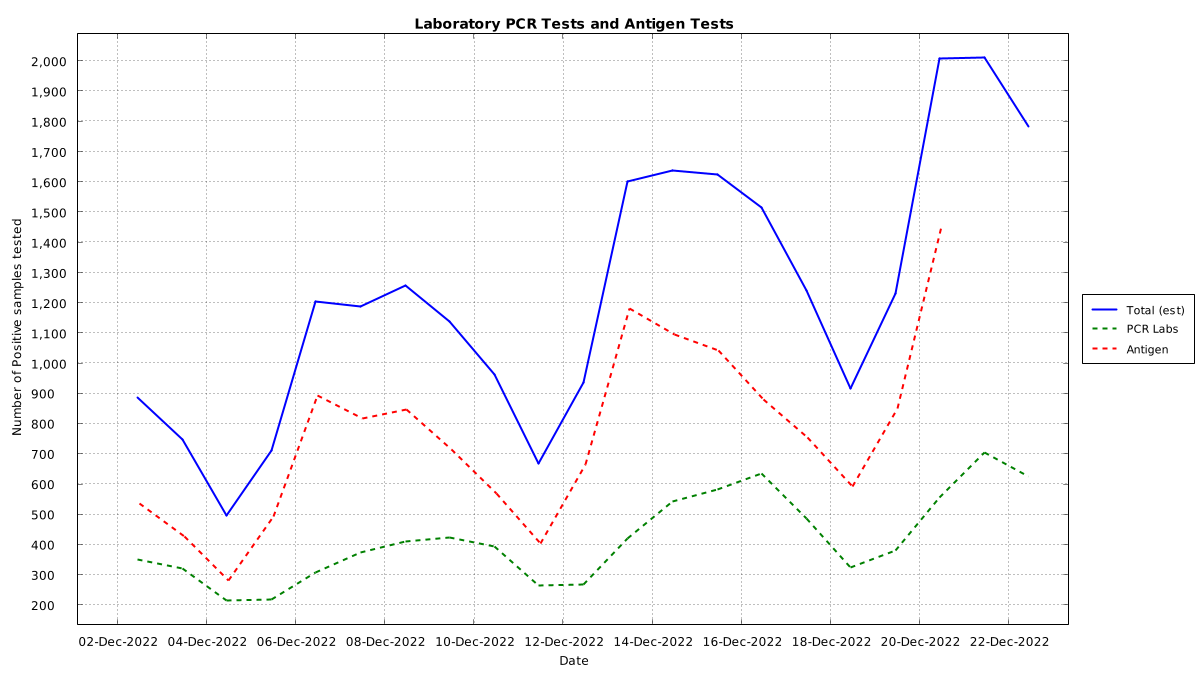 Laboratory PCR Tests and Antigen Tests
Number of Positive samples tested
2,000
1,900
1,800
1,700
1,600
1,500
1,400
1,300
1,200
1,100
1,000
900
800
700
600
500
400
300
200
02-Dec-2022 04-Dec-2022 06-Dec-2022 08-Dec-2022 10-Dec-2022 12-Dec-2022 14-Dec-2022 16-Dec-2022 18-Dec-2022 20-Dec-2022 22-Dec-2022
Date
Total (est)
PCR Labs
Antigen